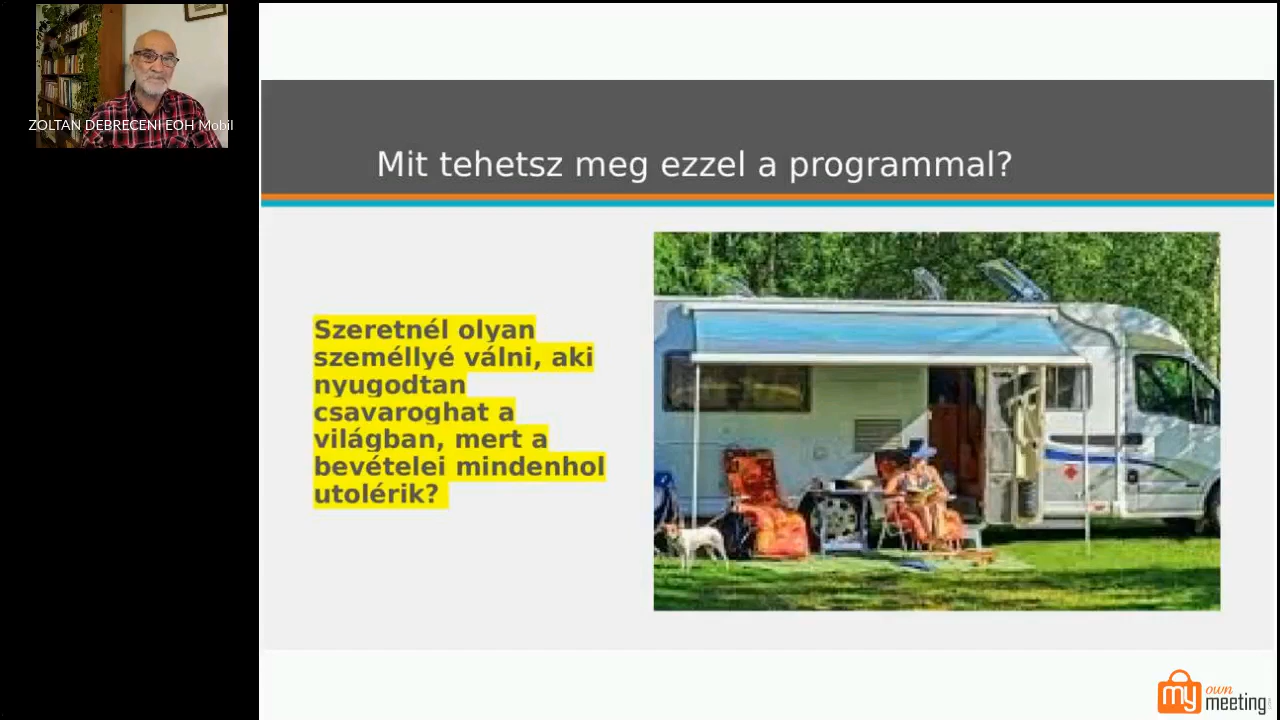 ZOLTAN DEBRECENI EOH Mobil
Mit tehetsz meg ezzel a programmal?
Szeretnél olyan
személlyé válni, aki
nyugodtan
csavaroghat a
világban, mert a
bevételei mindenhol
utolérik?
my own
meeting